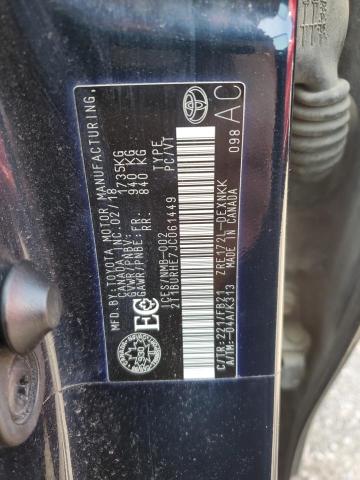 TOYOTA MOTOR MANUFACTURING,
CANADA INC. 02/18
GVWR/PNBV: 1735KG
GAWR/PNBE: FR: 940 KG
RR. 840 KG
ICES/NMB-002 TYPE
2T1BURHE7JC061449 PC/VT
ZRE172L-DEXNKK
MADE IN CANADA
C/TR: 221/FB21
A/TM: -04A/K313
098
AC
EC